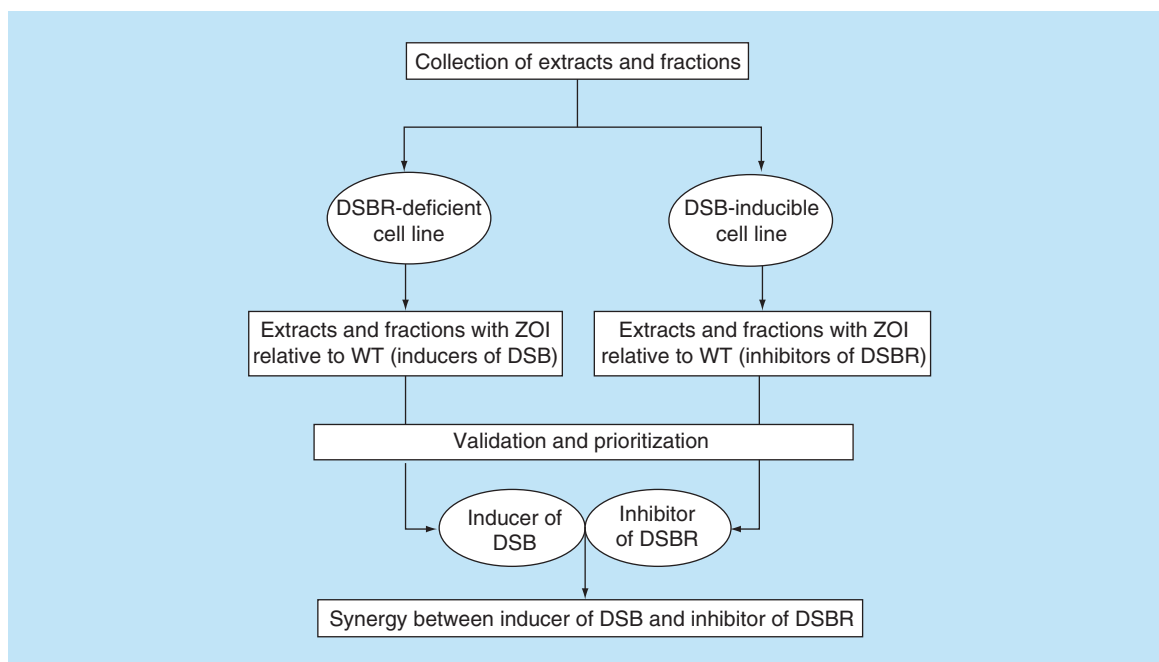 Collection of extracts and fractions
DSBR-deficient
cell line
DSB-inducible
cell line
Extracts and fractions with ZOI
relative to WT (inducers of DSB)
Extracts and fractions with ZOI
relative to WT (inhibitors of DSBR)
Validation and prioritization
Inducer of
DSB
Inhibitor
of DSBR
Synergy between inducer of DSB and inhibitor of DSBR